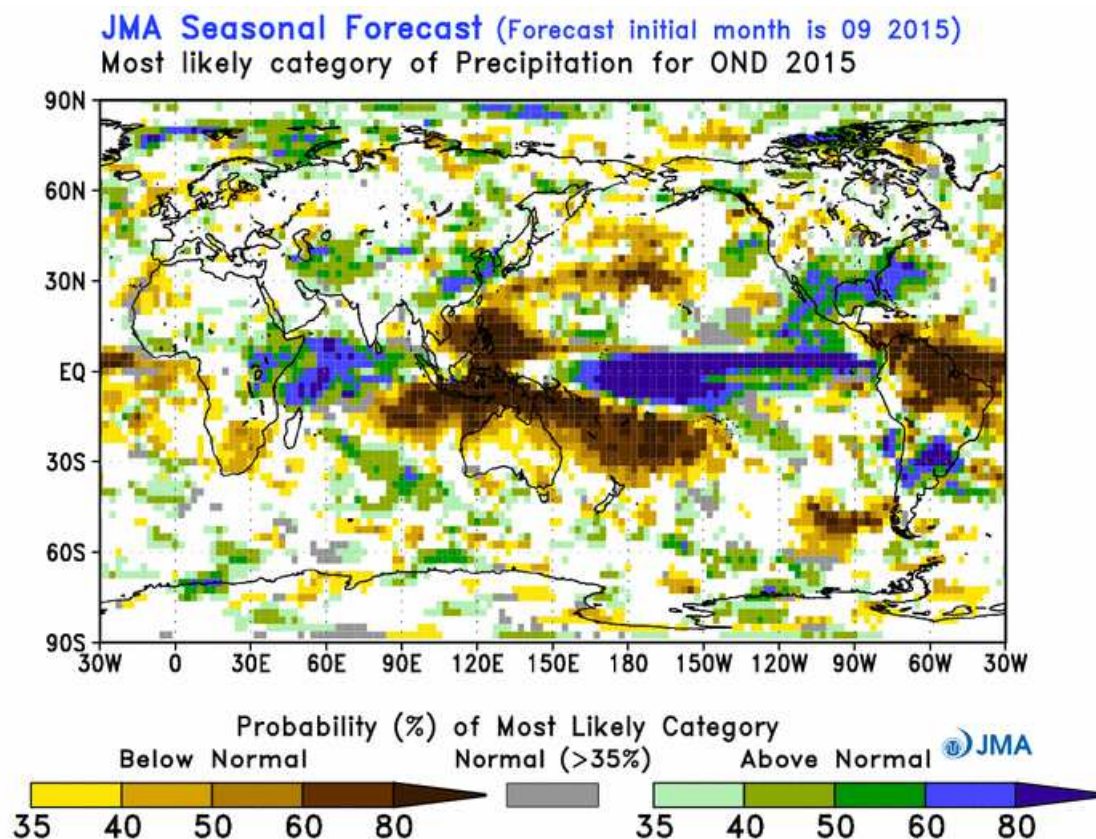 JMA Seasonal Forecast (Forecast initial month is 09 2015)
Most likely category of Precipitation for OND 2015
90N
60N
30N
EQ
30S
60S
90S
30W 0 30E 60E 90E 120E 150E 180 150W 120W 90W 60W 30W
Probability (%) of Most Likely Category
Below Normal Normal (>35%) Above Normal
JMA
35 40 50 60 80 35 40 50 60 80